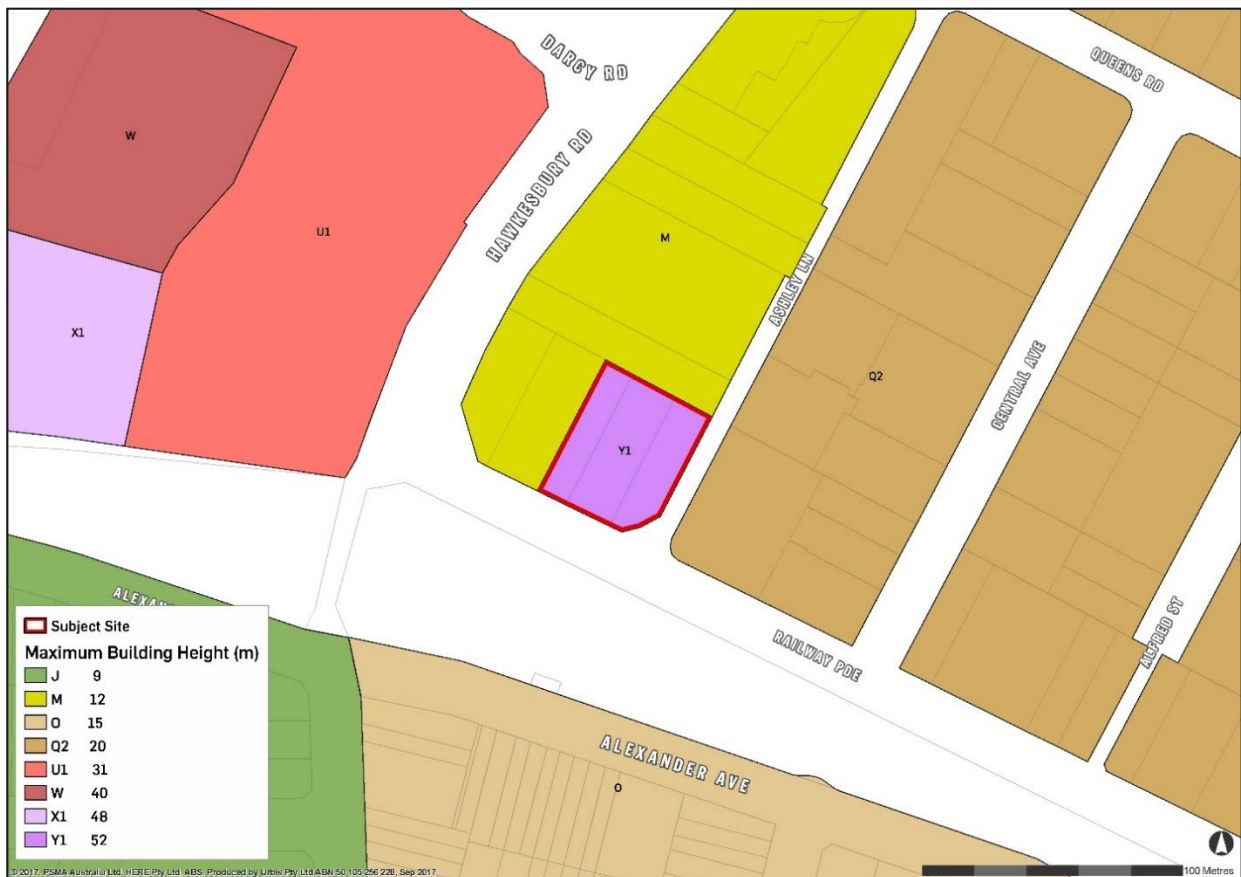 DARCY RD
QUEENS RD
W
HAWKESBURY RD
U1
M
ASHLEY LN
X1
Q2
CENTRAL AVE
Y1
ALFRED ST
RAILWAY PDE
ALEXANDER AVE
O
Subject Site
Maximum Building Height (m)
J 9
M 12
O 15
Q2 20
U1 31
W 40
X1 48
Y1 52
100 Metres
© 2017. PSMA Australia Ltd, HERE Pty Ltd. ABS. Produced by Urbis Pty Ltd ABN 50 105 256 228, Sep 2017